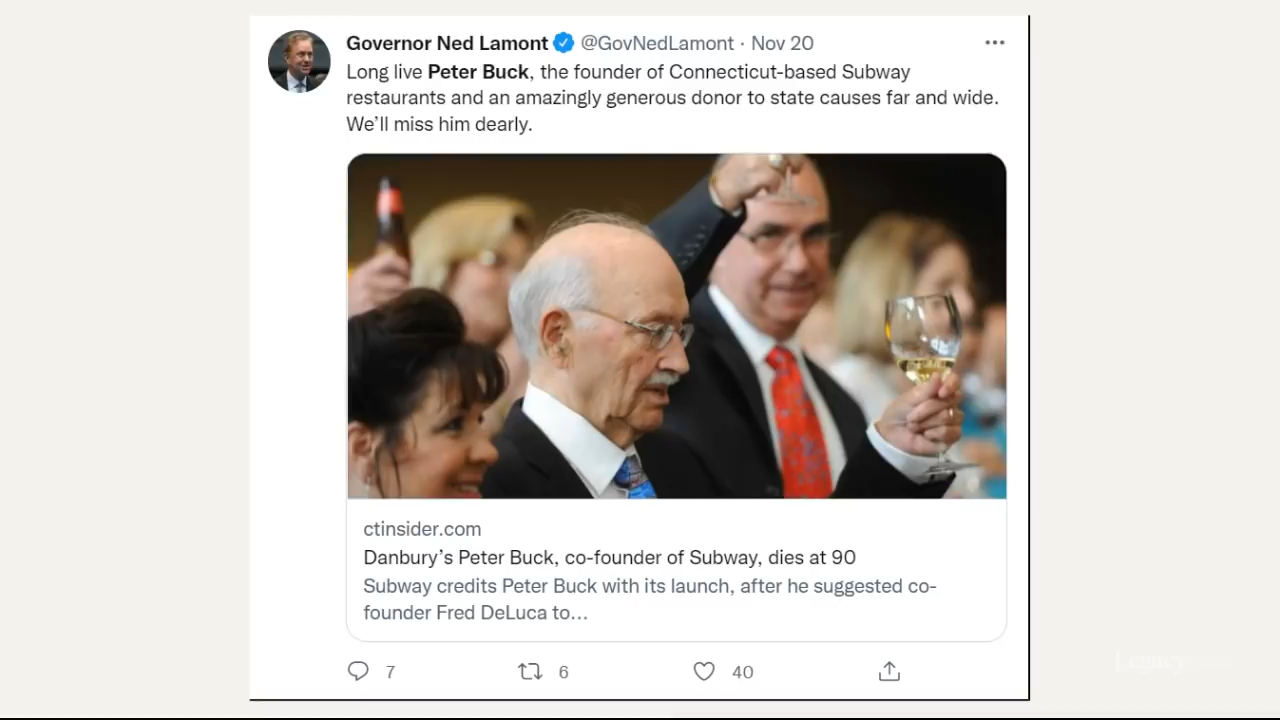 Governor Ned Lamont @GovNedLamont · Nov 20
Long live Peter Buck, the founder of Connecticut-based Subway
restaurants and an amazingly generous donor to state causes far and wide.
We’ll miss him dearly.
ctinsider.com
Danbury’s Peter Buck, co-founder of Subway, dies at 90
Subway credits Peter Buck with its launch, after he suggested co-
founder Fred DeLuca to…
7 6 40